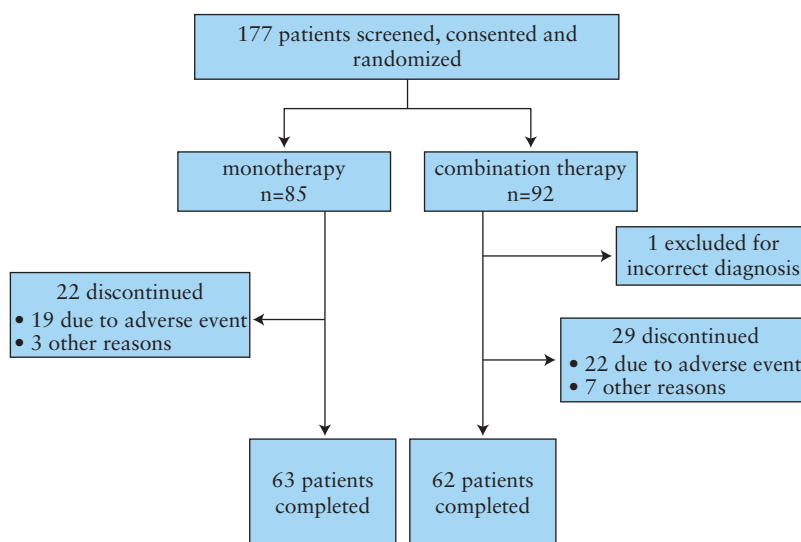 177 patients screened, consented and
randomized
monotherapy
n=85
combination therapy
n=92
1 excluded for
incorrect diagnosis
22 discontinued
• 19 due to adverse event
• 3 other reasons
29 discontinued
• 22 due to adverse event
• 7 other reasons
63 patients
completed
62 patients
completed